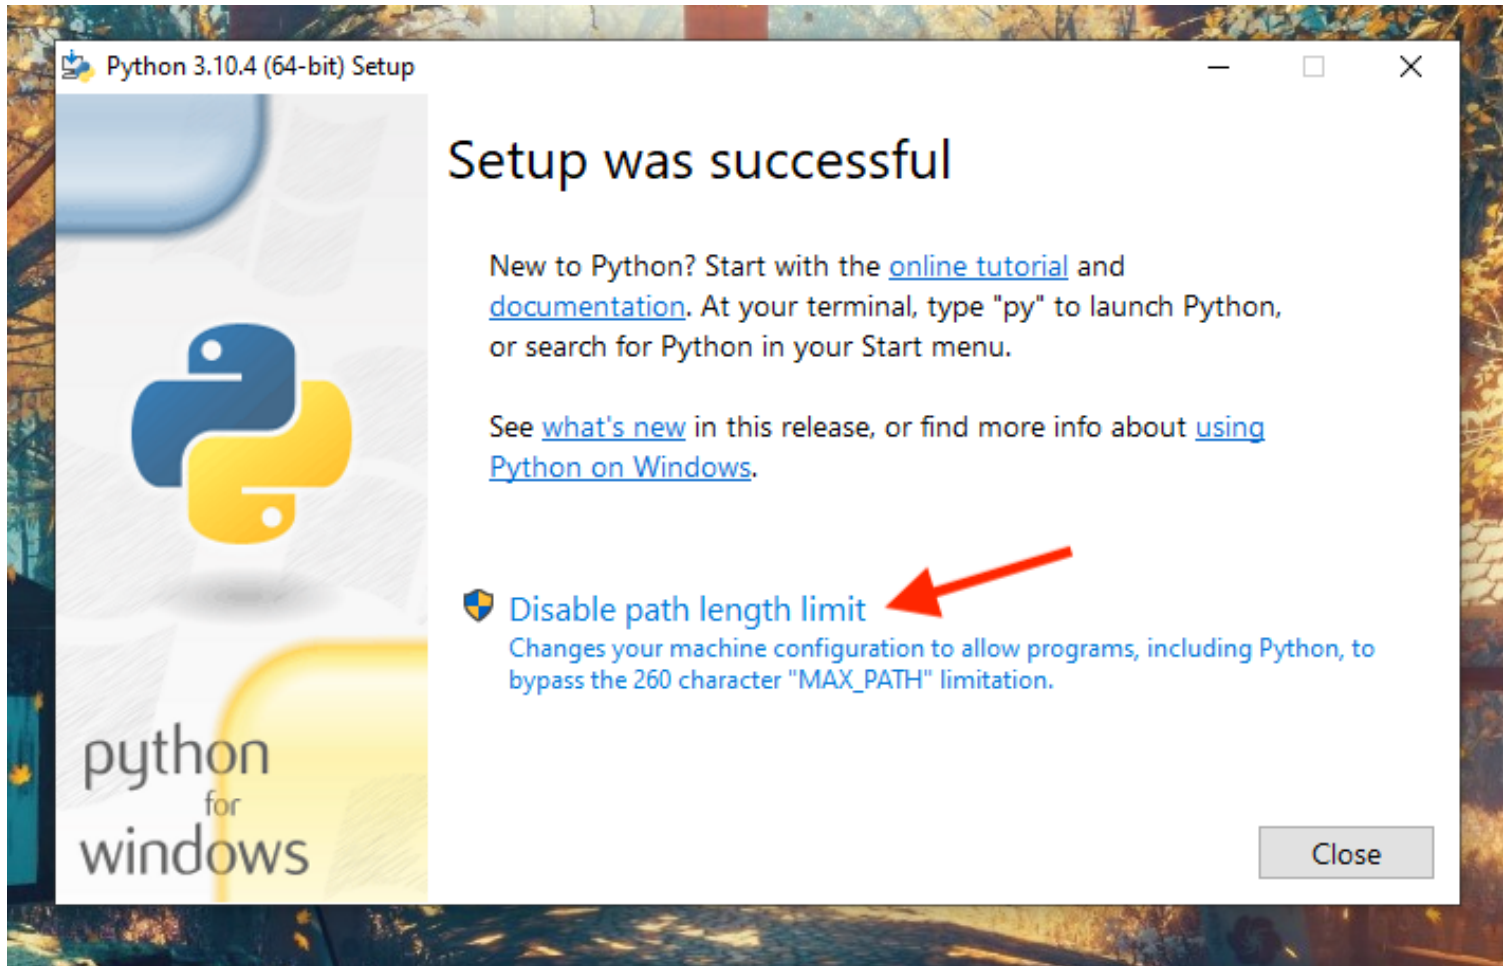 Python 3.10.4 (64-bit) Setup
Setup was successful
New to Python? Start with the online tutorial and
documentation. At your terminal, type "py" to launch Python,
or search for Python in your Start menu.
See what's new in this release, or find more info about using
Python on Windows.
Disable path length limit
Changes your machine configuration to allow programs, including Python, to
bypass the 260 character "MAX_PATH" limitation.
python
for
windows
Close